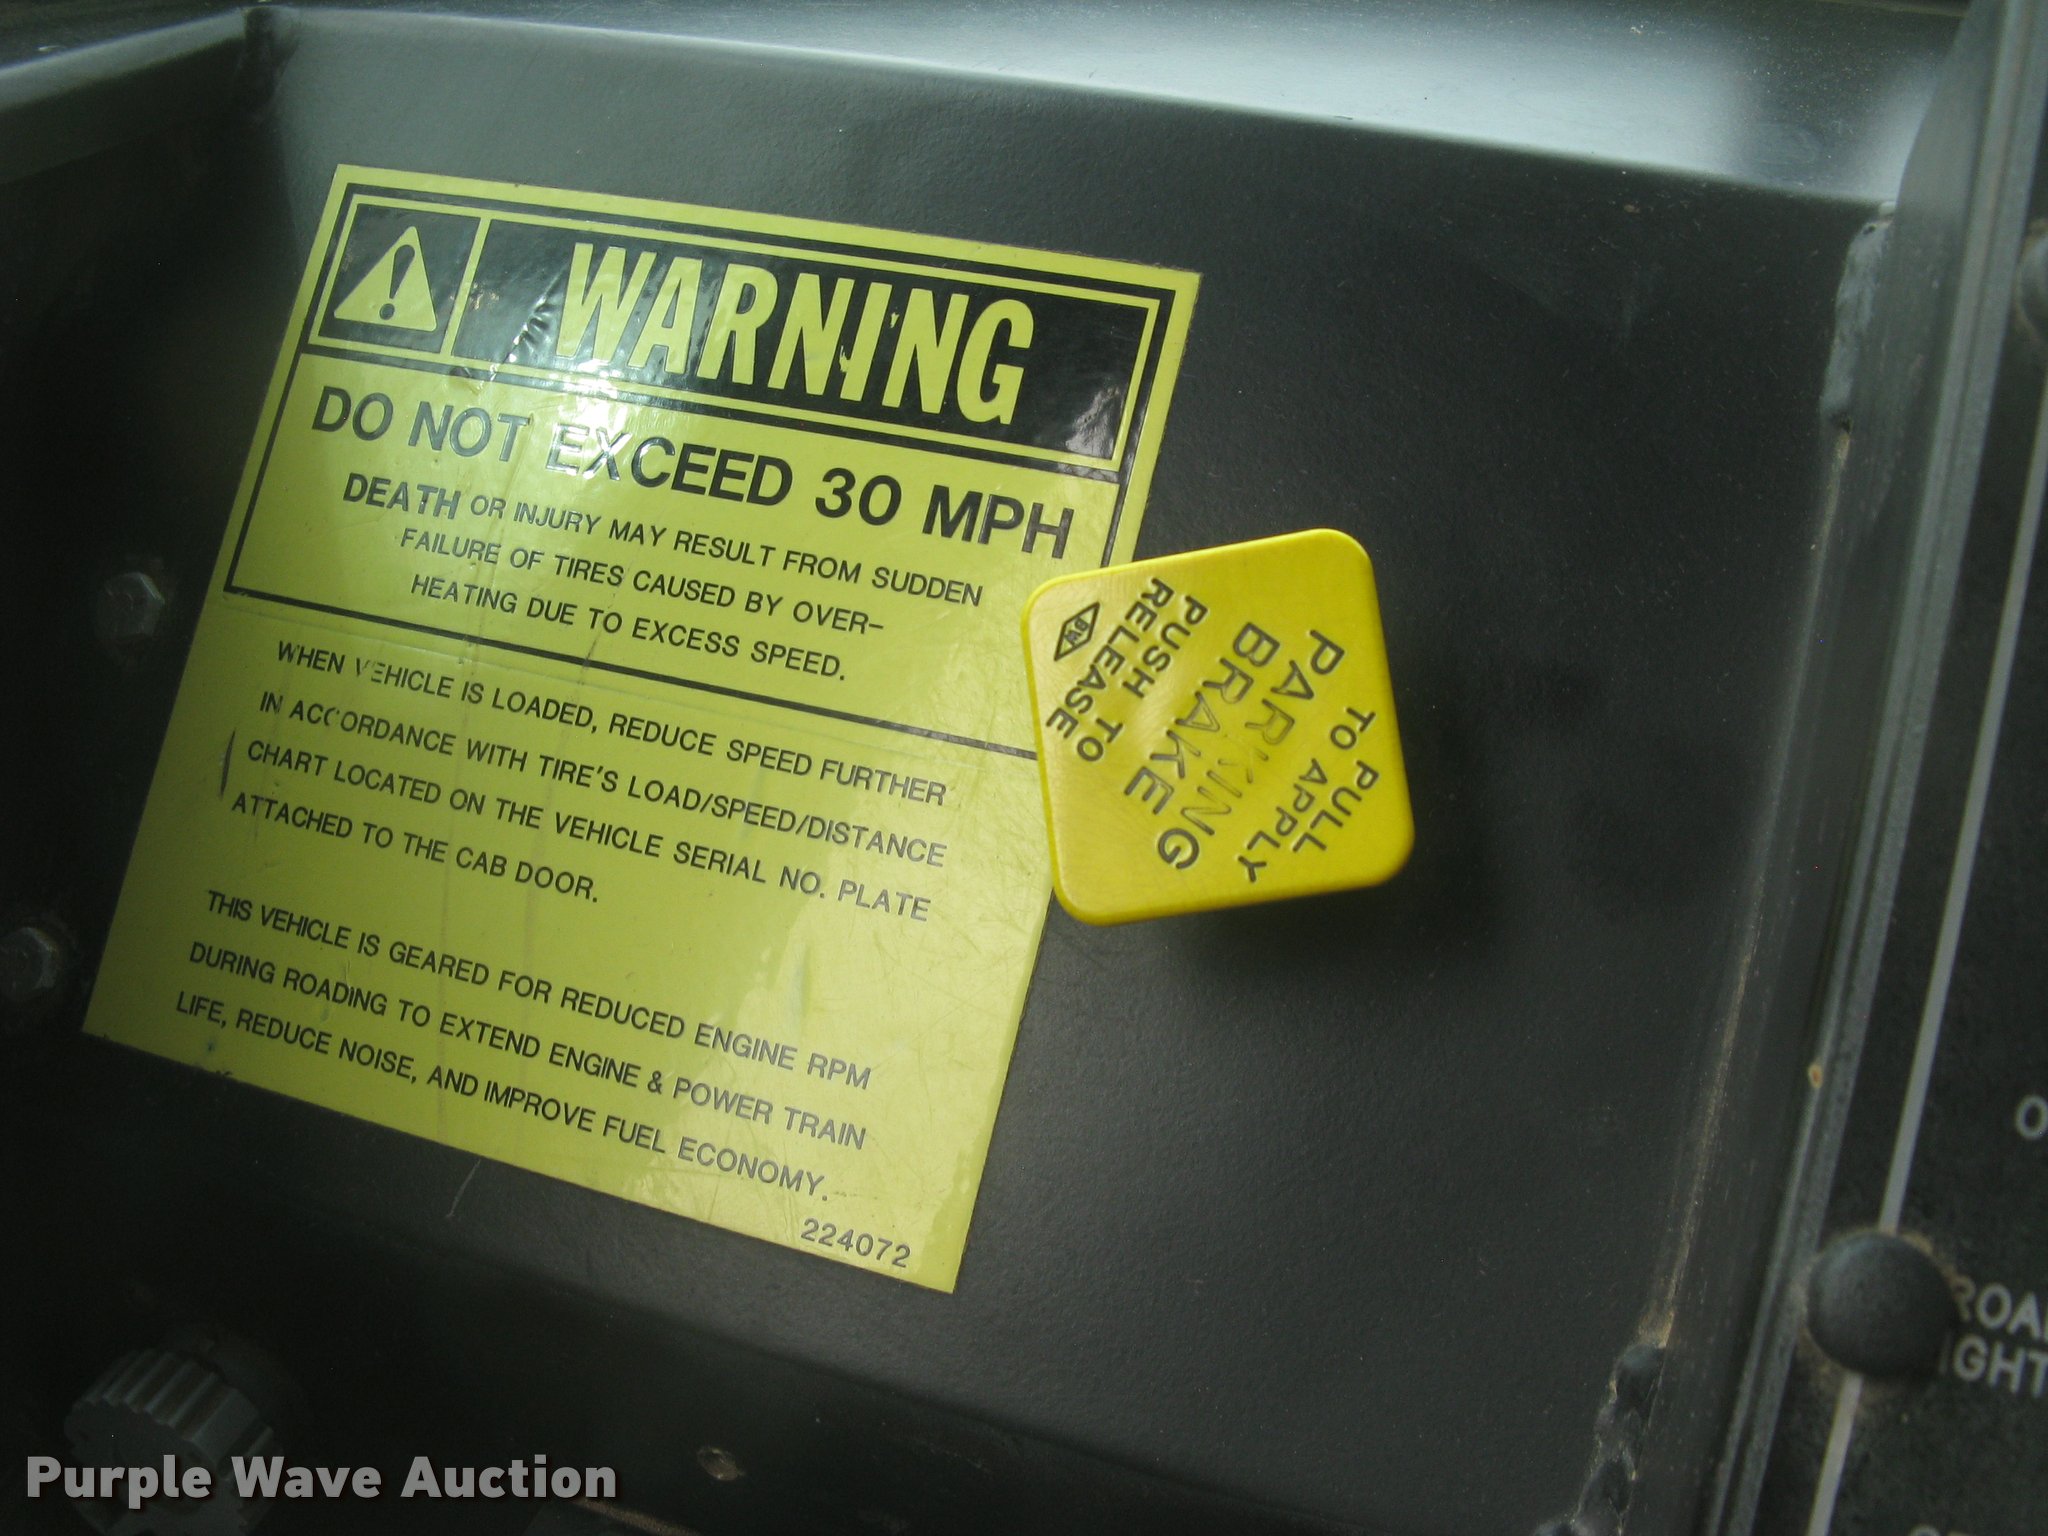 WARNING
DO NOT EXCEED 30 MPH
DEATH OR INJURY MAY RESULT FROM SUDDEN
FAILURE OF TIRES CAUSED BY OVER-
HEATING DUE TO EXCESS SPEED.
WHEN VEHICLE IS LOADED, REDUCE SPEED FURTHER
IN ACCORDANCE WITH TIRE'S LOAD/SPEED/DISTANCE
CHART LOCATED ON THE VEHICLE SERIAL NO. PLATE
ATTACHED TO THE CAB DOOR.
THIS VEHICLE IS GEARED FOR REDUCED ENGINE RPM
DURING ROADING TO EXTEND ENGINE & POWER TRAIN
LIFE, REDUCE NOISE, AND IMPROVE FUEL ECONOMY.
224072
PULL
TO APPLY
PARKING
BRAKE
PUSH TO
RELEASE
BW
Purple Wave Auction